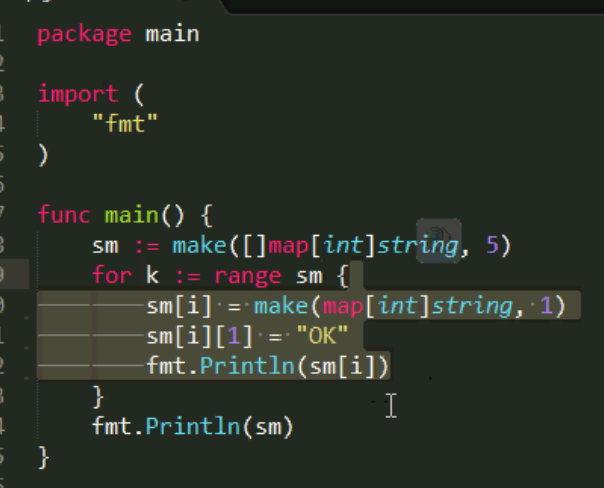 package main
import (
"fmt"
)
func main() {
sm := make([]map[int]string, 5)
for k := range sm {
sm[i] = make(map[int]string, 1)
sm[i][1] = "OK"
fmt.Println(sm[i])
}
fmt.Println(sm)
}